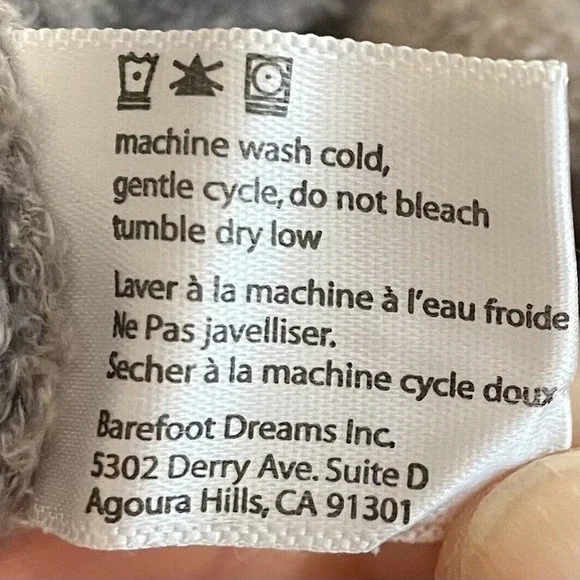 machine wash cold,
gentle cycle, do not bleach
tumble dry low
Laver à la machine à l'eau froide
Ne Pas javelliser.
Secher à la machine cycle doux
Barefoot Dreams Inc.
5302 Derry Ave. Suite D
Agoura Hills, CA 91301